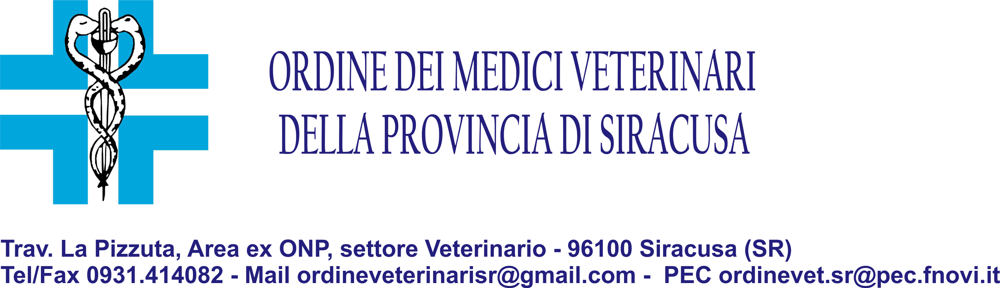 ORDINE DEI MEDICI VETERINARI
DELLA PROVINCIA DI SIRACUSA
Trav. La Pizzuta, Area ex ONP, settore Veterinario - 96100 Siracusa (SR)
Tel/Fax 0931.414082 - Mail ordineveterinarisr@gmail.com - PEC ordinevet.sr@pec.fnovi.it